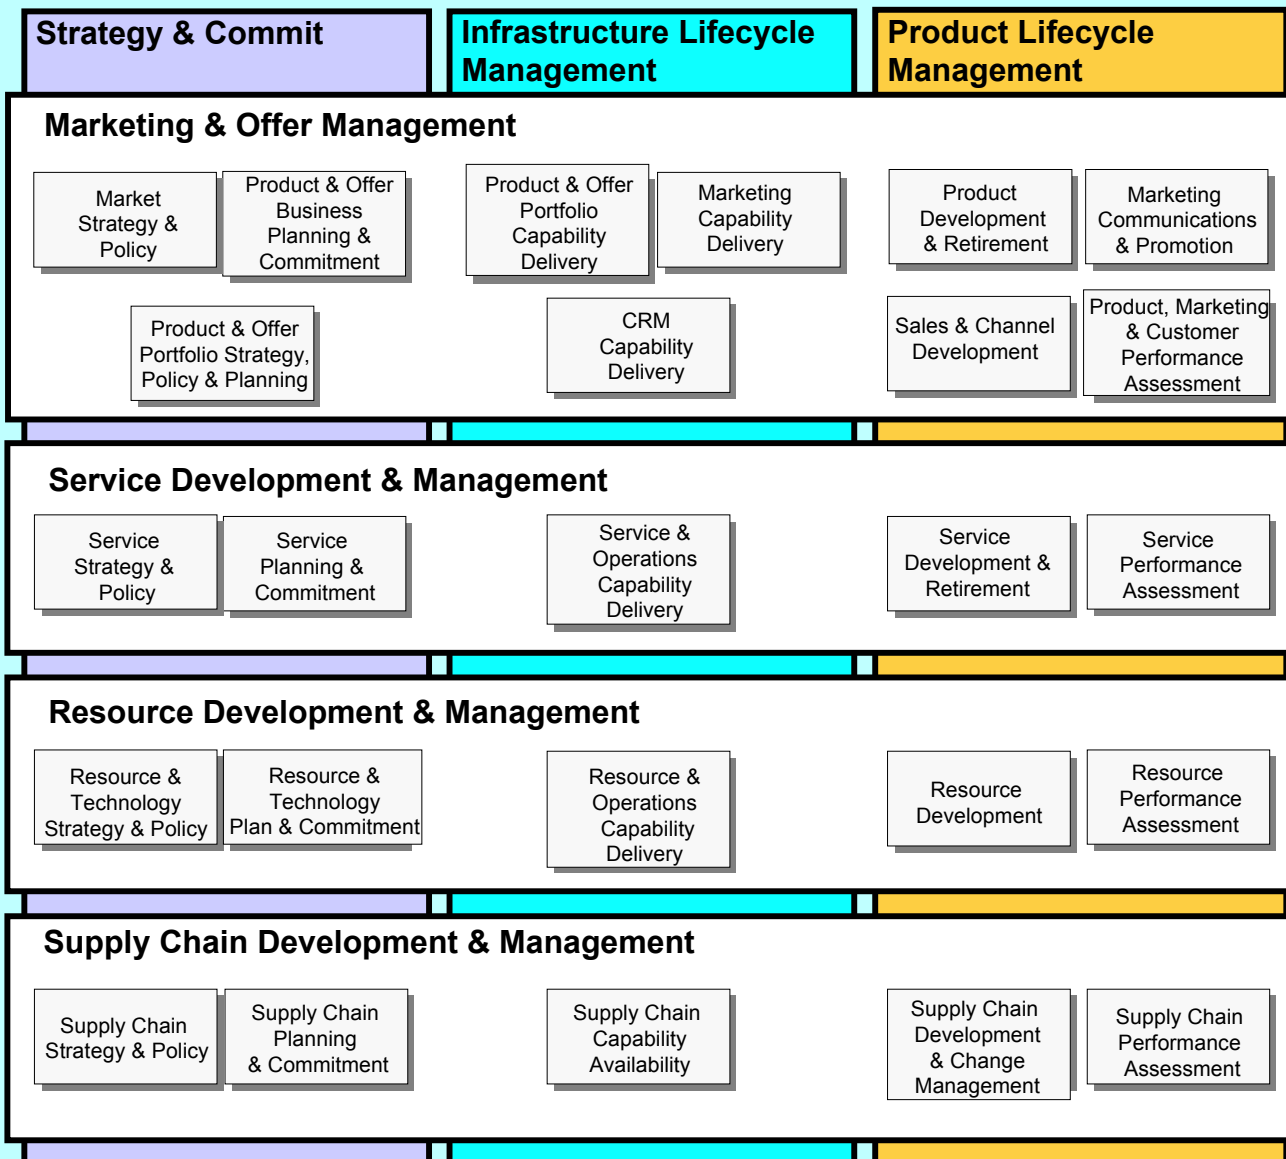 Strategy & Commit
Infrastructure Lifecycle
Management
Product Lifecycle
Management
Marketing & Offer Management
Market
Strategy &
Policy
Product & Offer
Business
Planning &
Commitment
Product & Offer
Portfolio Strategy,
Policy & Planning
Product & Offer
Portfolio
Capability
Delivery
Marketing
Capability
Delivery
CRM
Capability
Delivery
Product
Development
& Retirement
Marketing
Communications
& Promotion
Sales & Channel
Development
Product, Marketing
& Customer
Performance
Assessment
Service Development & Management
Service
Strategy &
Policy
Service
Planning &
Commitment
Service &
Operations
Capability
Delivery
Service
Development &
Retirement
Service
Performance
Assessment
Resource Development & Management
Resource &
Technology
Strategy & Policy
Resource &
Technology
Plan & Commitment
Resource &
Operations
Capability
Delivery
Resource
Development
Resource
Performance
Assessment
Supply Chain Development & Management
Supply Chain
Strategy & Policy
Supply Chain
Planning
& Commitment
Supply Chain
Capability
Availability
Supply Chain
Development
& Change
Management
Supply Chain
Performance
Assessment